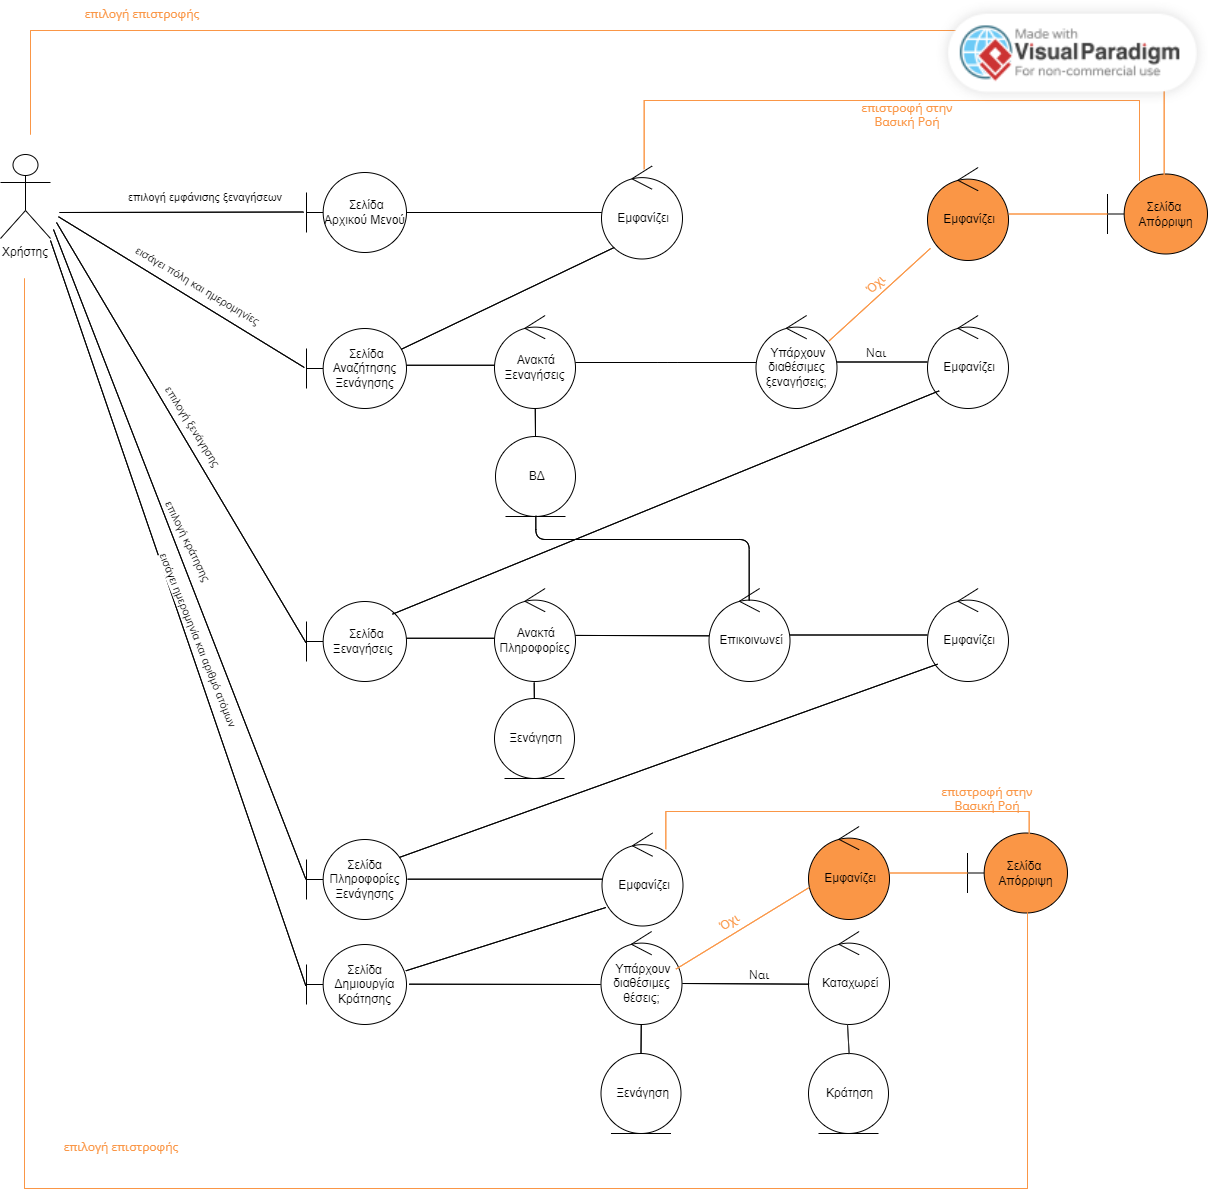 επιλογή επιστροφής
Made with
Visual Paradigm
For non-commercial use
επιστροφή στην
Βασική Ροή
επιλογή εμφάνισης ξεναγήσεων
Σελίδα
Αρχικού Μενού
Εμφανίζει
Εμφανίζει
Σελίδα
Απόρριψη
Χρήστης
εισάγει πόλη και ημερομηνίες
Όχι
Σελίδα
Αναζήτησης
Ξενάγησης
Ανακτά
Ξεναγήσεις
Υπάρχουν
διαθέσιμες
ξεναγήσεις;
Ναι
Εμφανίζει
επιλογή ξενάγησης
ΒΔ
επιλογή κράτησης
εισάγει ημερομηνία και αριθμό ατόμων
Σελίδα
Ξεναγήσεις
Ανακτά
Πληροφορίες
Επικοινωνεί
Εμφανίζει
Ξενάγηση
επιστροφή στην
Βασική Ροή
Σελίδα
Πληροφορίες
Ξενάγησης
Εμφανίζει
Εμφανίζει
Σελίδα
Απόρριψη
Όχι
Σελίδα
Δημιουργία
Κράτησης
Υπάρχουν
διαθέσιμες
θέσεις;
Ναι
Καταχωρεί
Ξενάγηση
Κράτηση
επιλογή επιστροφής